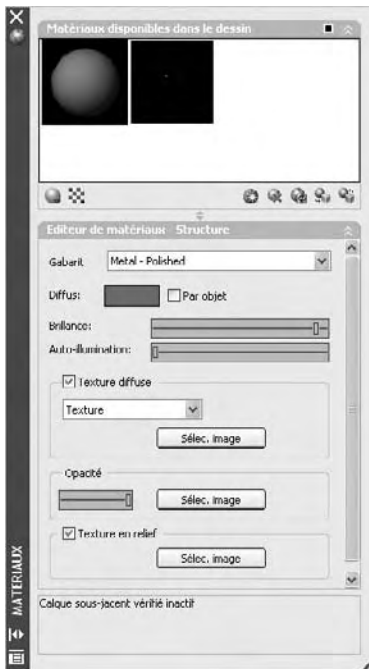 Matériaux disponibles dans le dessin
Editeur de matériaux - Structure
Gabarit Metal - Polished
Diffus: Par objet
Brillance:
Auto-illumination:
Texture diffuse
Texture
Sélec. image
Opacité
Sélec. image
Texture en relief
Sélec. image
Calque sous-jacent vérifié inactif
MATERIAUX